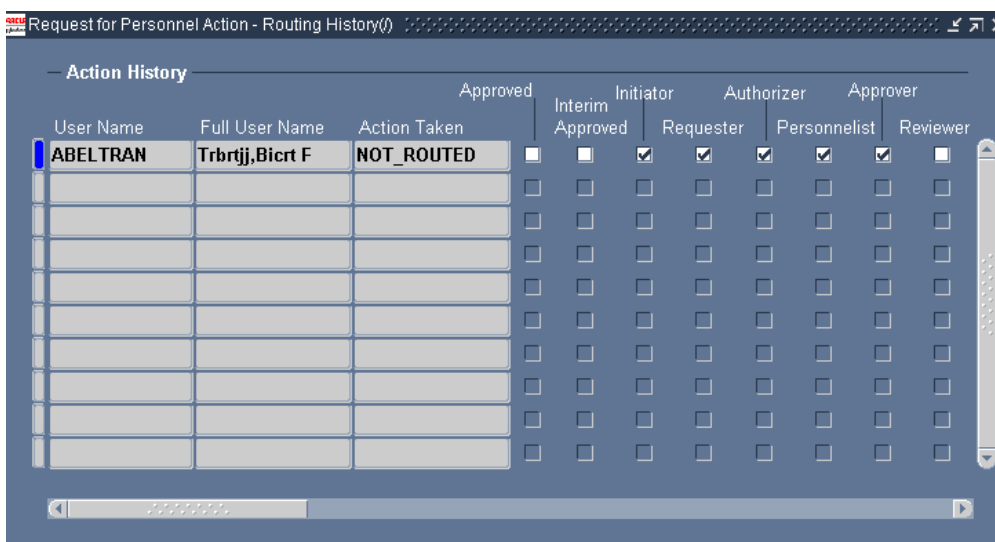 Request for Personnel Action - Routing History(/)
Action History
Approved Initiator Authorizer Approver
Interim
User Name Full User Name Action Taken Approved Requester Personnelist Reviewer
ABELTRAN Trbrtjj,Bicrt F NOT_ROUTED